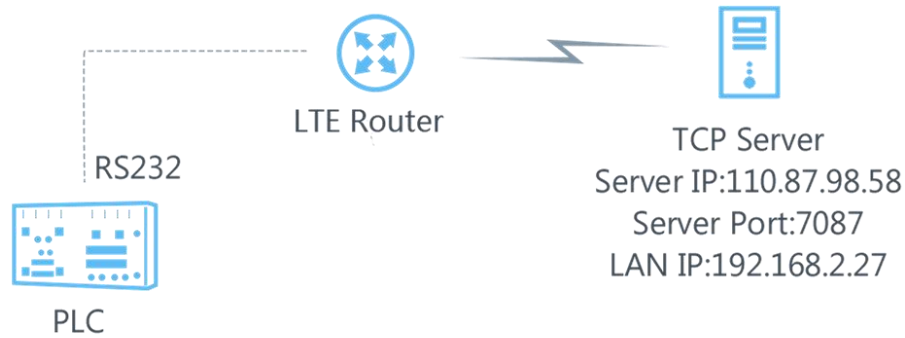 LTE Router
TCP Server
Server IP:110.87.98.58
Server Port:7087
LAN IP:192.168.2.27
RS232
PLC